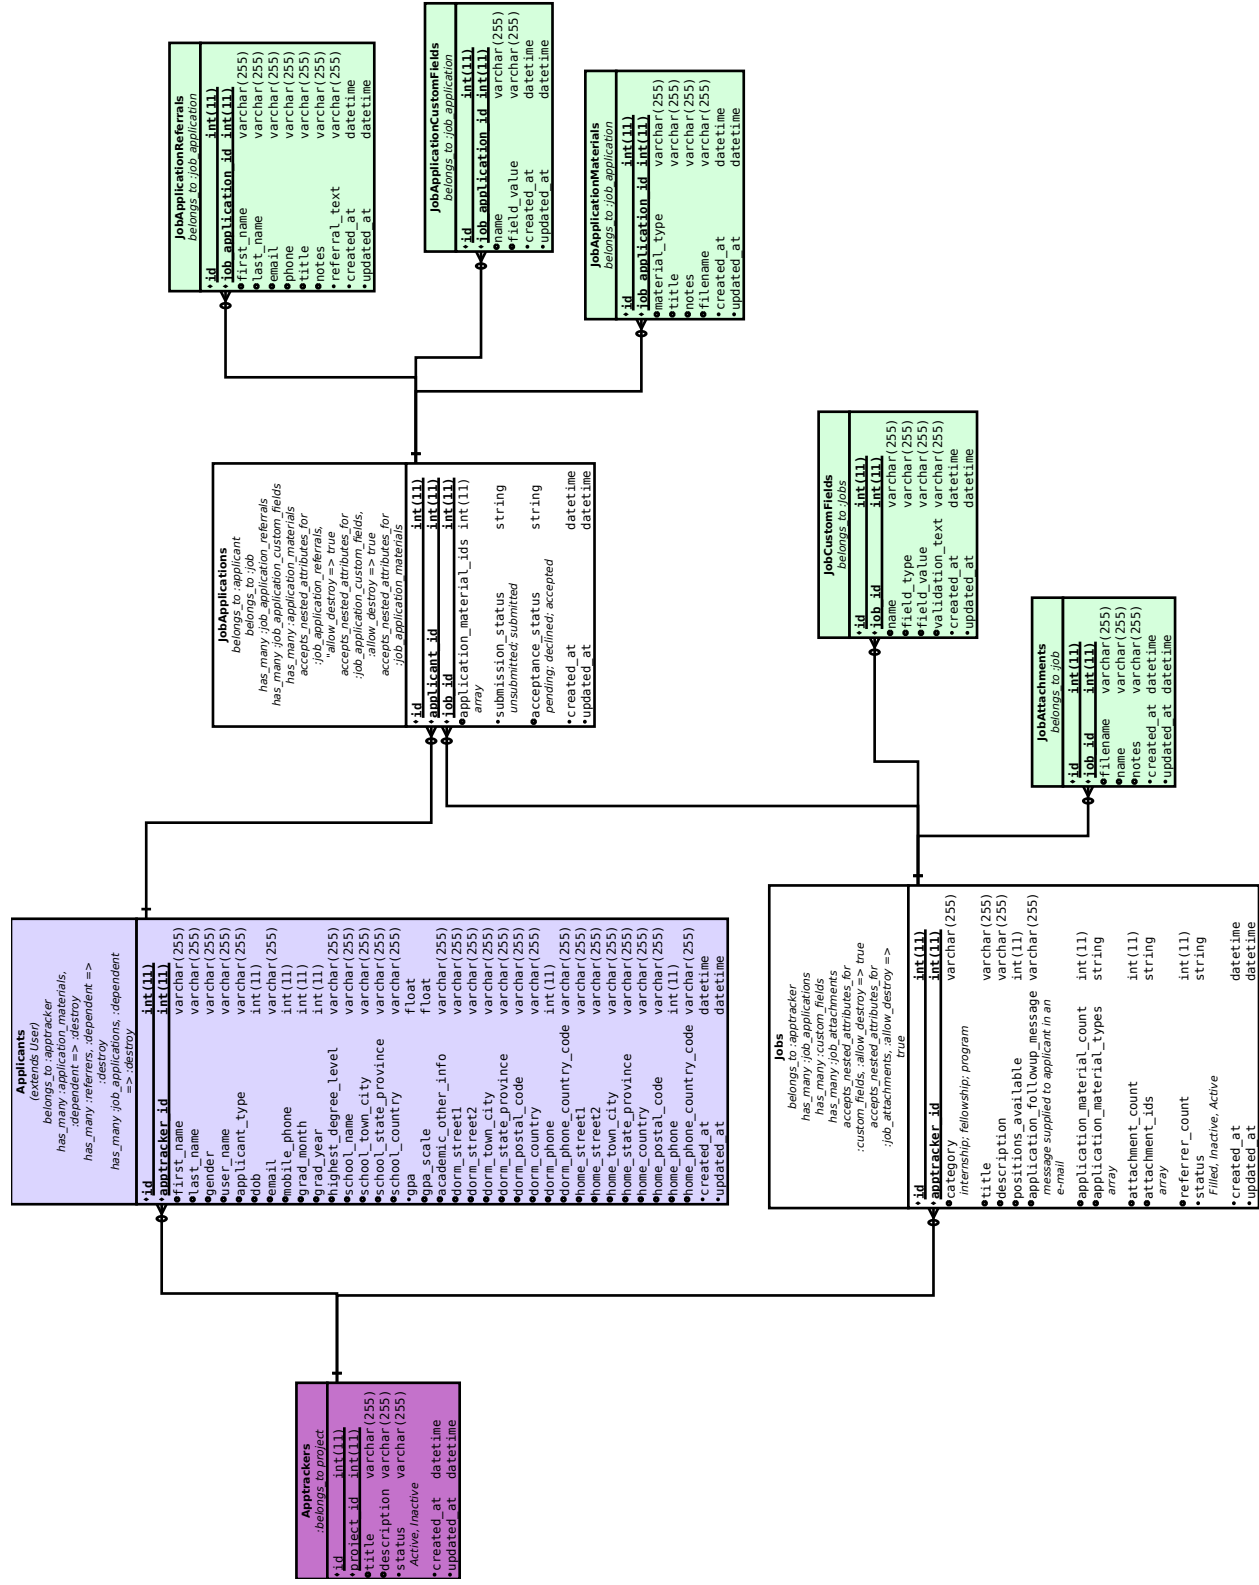 Apptrackers
:belongs_to project
id int(11)
project_id int(11)
title varchar(255)
description varchar(255)
status varchar(255)
Active, Inactive
created_at datetime
updated_at datetime
Applicants
(extends User)
belongs_to :apptracker
has_many :application_materials,
:dependent => :destroy
has_many :referrers, :dependent =>
:destroy
has_many :job_applications, :dependent
=> :destroy
id int(11)
apptracker_id int(11)
first_name varchar(255)
last_name varchar(255)
gender varchar(255)
user_name varchar(255)
applicant_type varchar(255)
dob int(11)
email varchar(255)
mobile_phone int(11)
grad_month int(11)
grad_year int(11)
highest_degree_level varchar(255)
school_name varchar(255)
school_town_city varchar(255)
school_state_province varchar(255)
school_country varchar(255)
gpa float
gpa_scale float
academic_other_info varchar(255)
dorm_street1 varchar(255)
dorm_street2 varchar(255)
dorm_town_city varchar(255)
dorm_state_province varchar(255)
dorm_postal_code varchar(255)
dorm_country varchar(255)
dorm_phone int(11)
dorm_phone_country_code varchar(255)
home_street1 varchar(255)
home_street2 varchar(255)
home_town_city varchar(255)
home_state_province varchar(255)
home_country varchar(255)
home_postal_code varchar(255)
home_phone int(11)
home_phone_country_code varchar(255)
created_at datetime
updated_at datetime
Jobs
belongs_to :apptracker
has_many :job_applications
has_many :custom_fields
has_many :job_attachments
accepts_nested_attributes_for
:custom_fields, :allow_destroy => true
accepts_nested_attributes_for
:job_attachments, :allow_destroy =>
true
id int(11)
apptracker_id int(11)
category varchar(255)
internship; fellowship; program
title varchar(255)
description varchar(255)
positions_available int(11)
application_followup_message varchar(255)
message supplied to applicant in an
e-mail
application_material_count int(11)
application_material_types string
array
attachment_count int(11)
attachment_ids string
array
referrer_count int(11)
status string
Filled, Inactive, Active
created_at datetime
updated_at datetime
JobApplications
belongs_to :applicant
belongs_to :job
has_many :job_application_referrals
has_many :job_application_custom_fields
has_many :application_materials
accepts_nested_attributes_for
:job_application_referrals,
"allow_destroy => true
accepts_nested_attributes_for
:job_application_custom_fields,
:allow_destroy => true
accepts_nested_attributes_for
:job_application_materials
id int(11)
applicant_id int(11)
job_id int(11)
application_material_ids int(11)
array
submission_status string
unsubmitted; submitted
acceptance_status string
pending; declined; accepted
created_at datetime
updated_at datetime
JobCustomFields
belongs_to :jobs
id int(11)
job_id int(11)
name varchar(255)
field_type varchar(255)
field_value varchar(255)
validation_text varchar(255)
created_at datetime
updated_at datetime
JobAttachments
belongs_to :job
id int(11)
job_id int(11)
filename varchar(255)
name varchar(255)
notes varchar(255)
created_at datetime
updated_at datetime
JobApplicationReferrals
belongs_to :job_application
id int(11)
job_application_id int(11)
first_name varchar(255)
last_name varchar(255)
email varchar(255)
phone varchar(255)
title varchar(255)
notes varchar(255)
referral_text varchar(255)
created_at datetime
updated_at datetime
JobApplicationCustomFields
belongs_to :job_application
id int(11)
job_application_id int(11)
name varchar(255)
field_value varchar(255)
created_at datetime
updated_at datetime
JobApplicationMaterials
belongs_to :job_application
id int(11)
job_application_id int(11)
material_type varchar(255)
title varchar(255)
notes varchar(255)
filename varchar(255)
created_at datetime
updated_at datetime